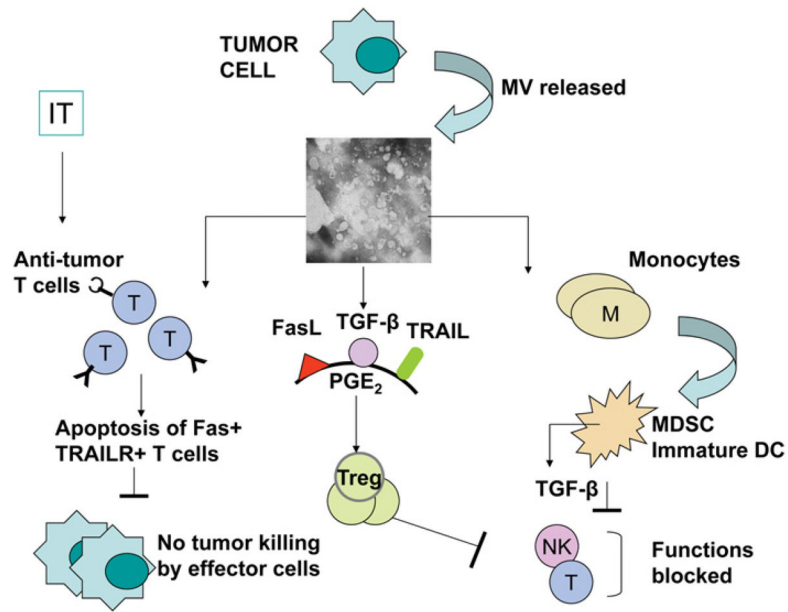 TUMOR
CELL
MV released
IT
Anti-tumor
T cells
T
T
T
Monocytes
M
FasL
TGF-β
TRAIL
PGE₂
Apoptosis of Fas+
TRAILR+ T cells
MDSC
Immature DC
Treg
TGF-β
No tumor killing
by effector cells
NK
T
Functions
blocked